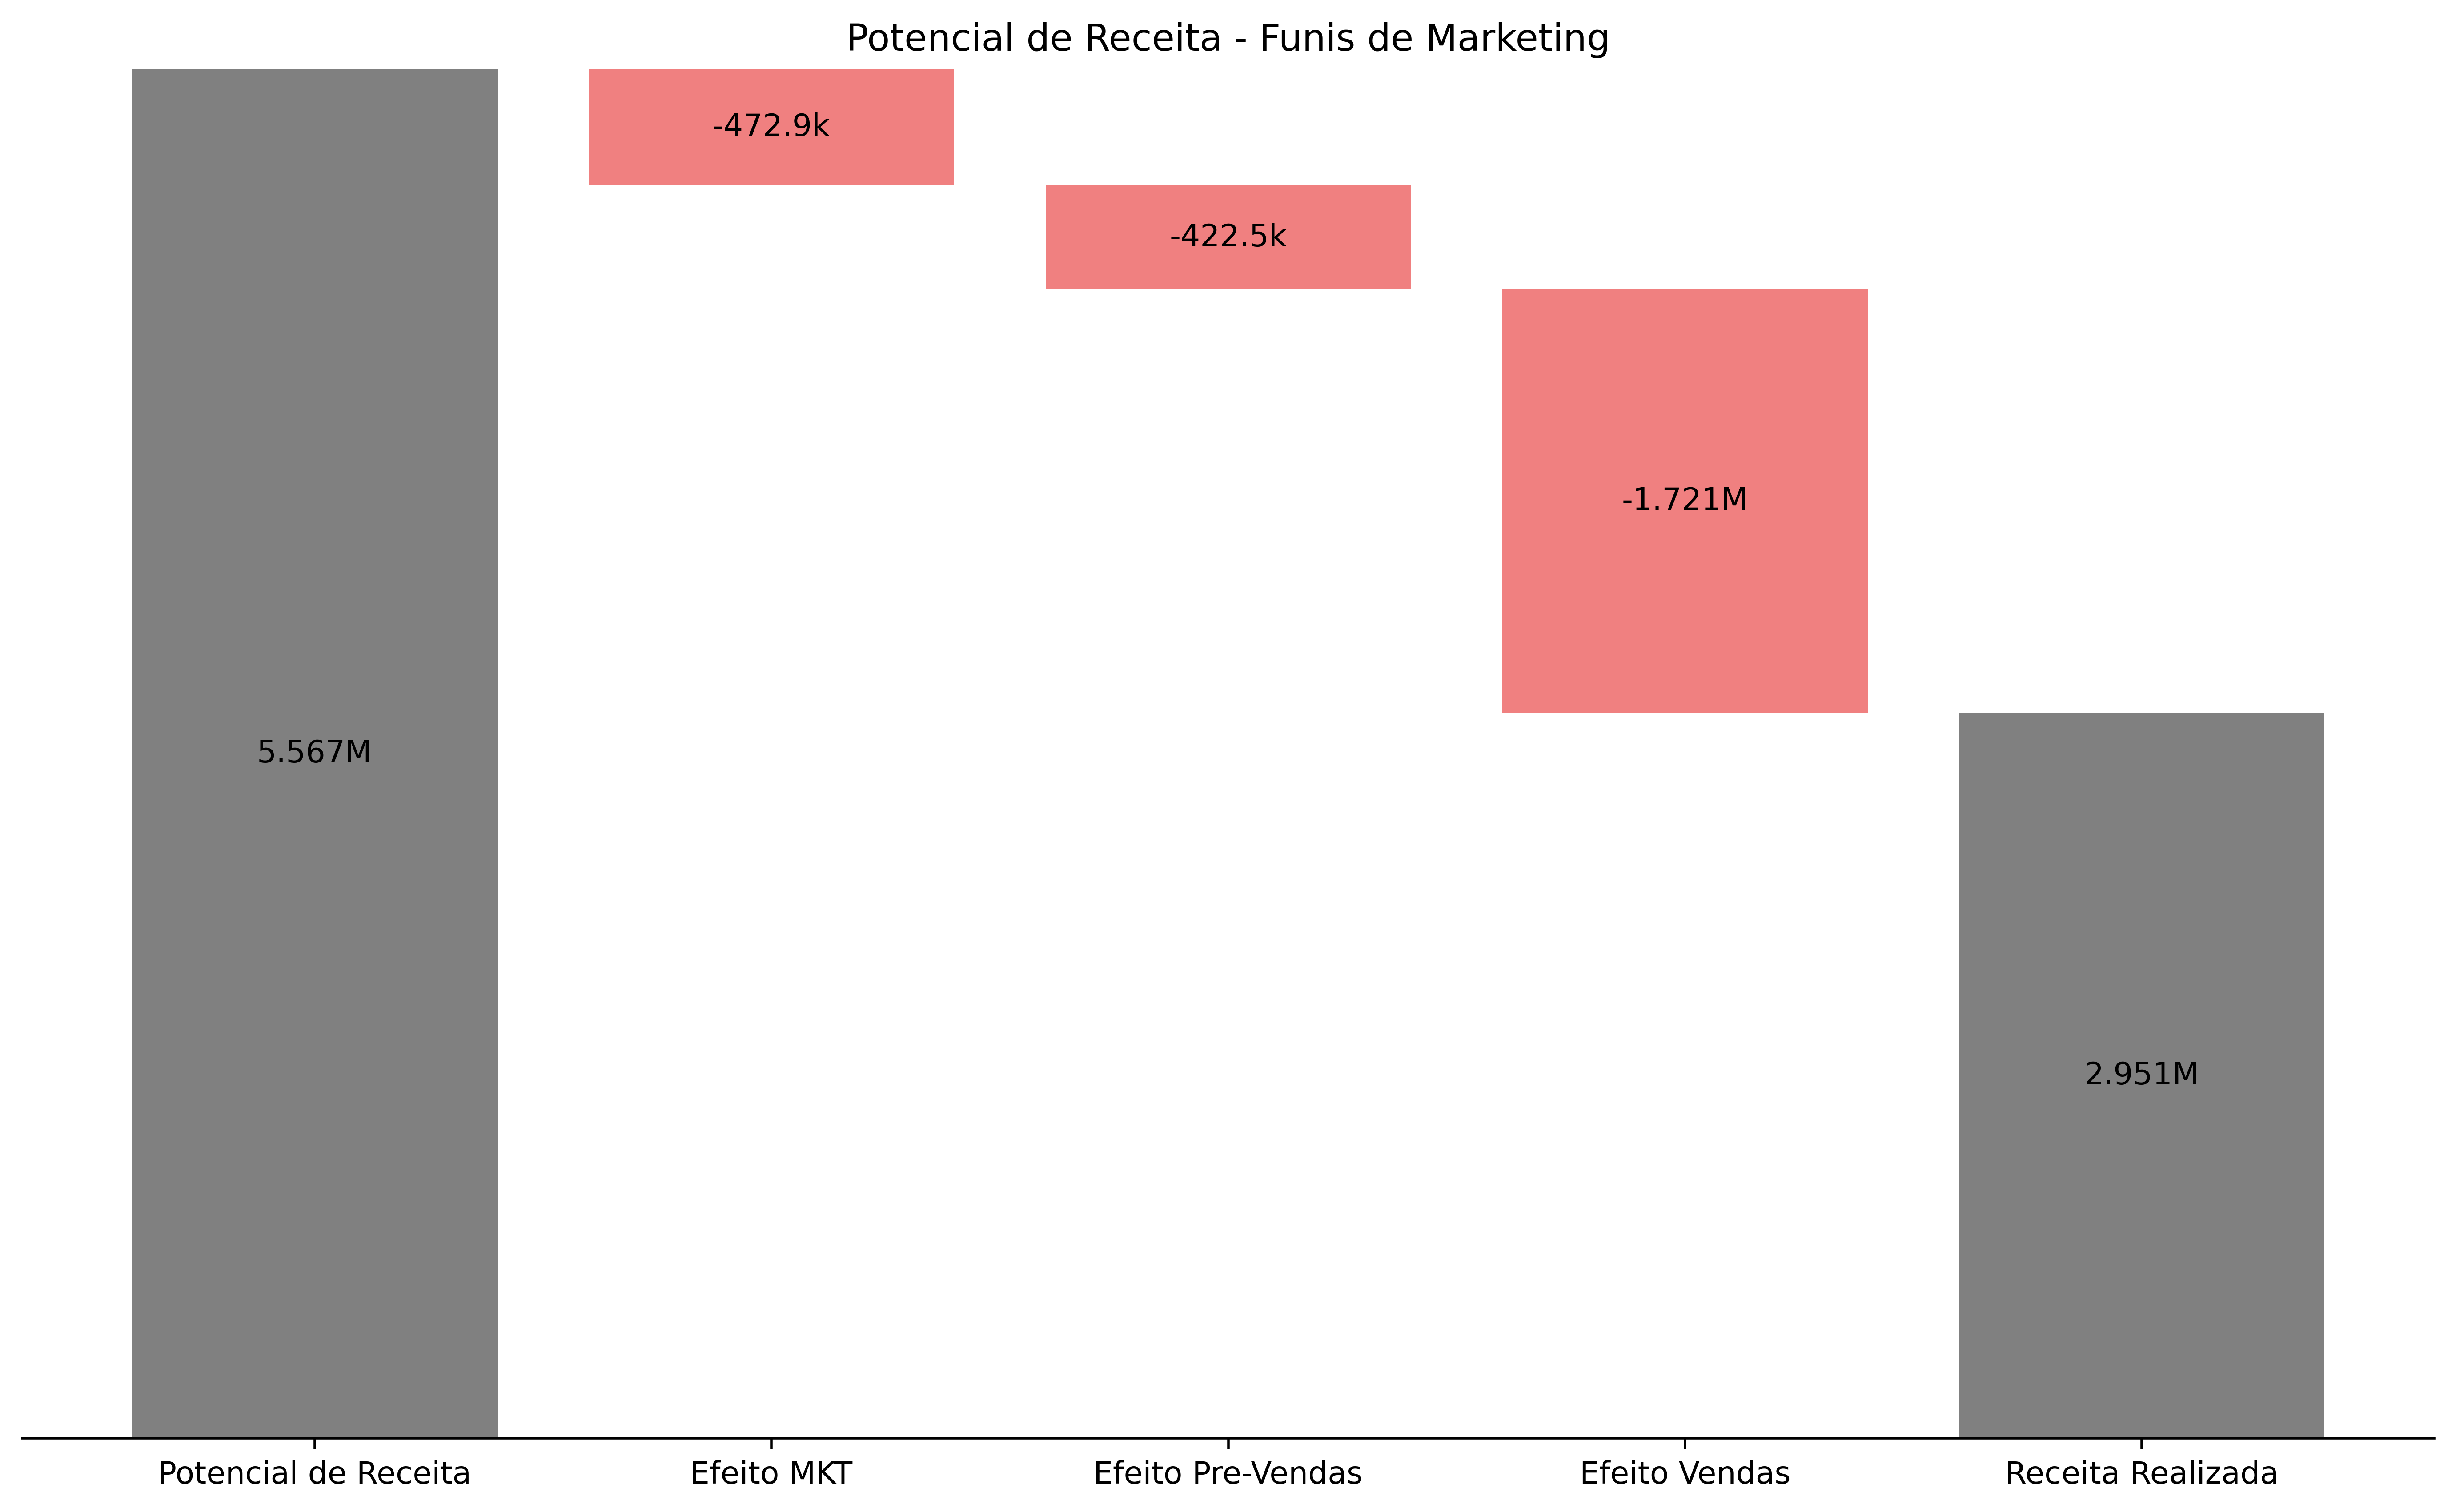 Potencial de Receita - Funis de Marketing
-472.9k
-422.5k
-1.721M
5.567M
2.951M
Potencial de Receita
Efeito MKT
Efeito Pre-Vendas
Efeito Vendas
Receita Realizada